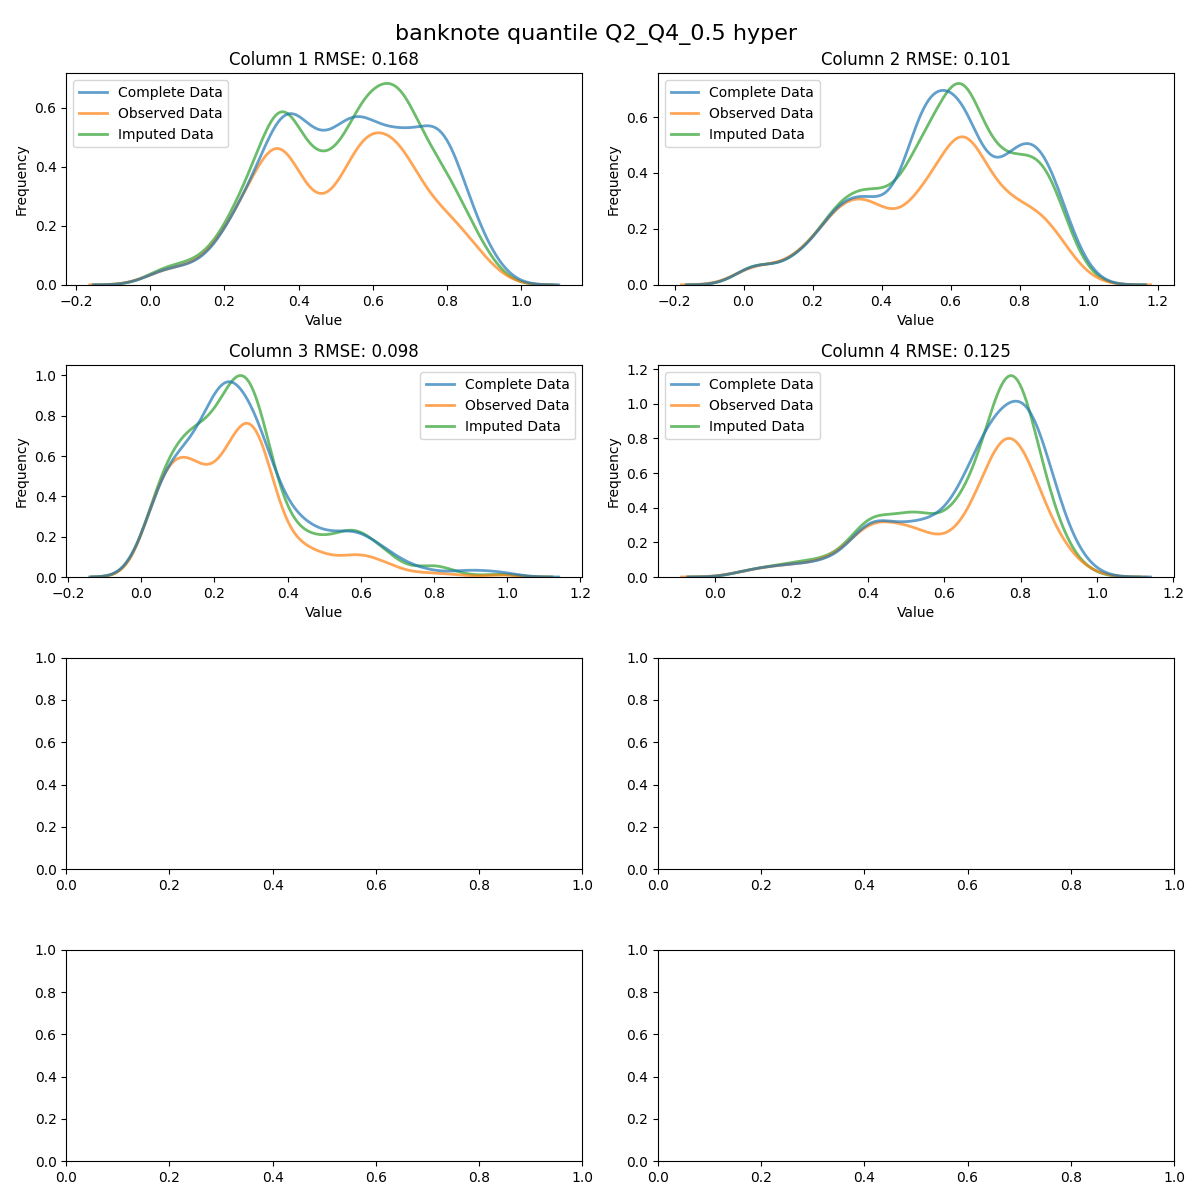 banknote quantile Q2_Q4_0.5 hyper
Column 1 RMSE: 0.168
Complete Data
Observed Data
Imputed Data
Frequency
0.6
0.4
0.2
0.0
−0.2 0.0 0.2 0.4 0.6 0.8 1.0
Value
Column 2 RMSE: 0.101
Complete Data
Observed Data
Imputed Data
Frequency
0.6
0.4
0.2
0.0
−0.2 0.0 0.2 0.4 0.6 0.8 1.0 1.2
Value
Column 3 RMSE: 0.098
Complete Data
Observed Data
Imputed Data
Frequency
1.0
0.8
0.6
0.4
0.2
0.0
−0.2 0.0 0.2 0.4 0.6 0.8 1.0 1.2
Value
Column 4 RMSE: 0.125
Complete Data
Observed Data
Imputed Data
Frequency
1.2
1.0
0.8
0.6
0.4
0.2
0.0
0.0 0.2 0.4 0.6 0.8 1.0 1.2
Value
1.0
0.8
0.6
0.4
0.2
0.0
0.0 0.2 0.4 0.6 0.8 1.0
1.0
0.8
0.6
0.4
0.2
0.0
0.0 0.2 0.4 0.6 0.8 1.0
1.0
0.8
0.6
0.4
0.2
0.0
0.0 0.2 0.4 0.6 0.8 1.0
1.0
0.8
0.6
0.4
0.2
0.0
0.0 0.2 0.4 0.6 0.8 1.0